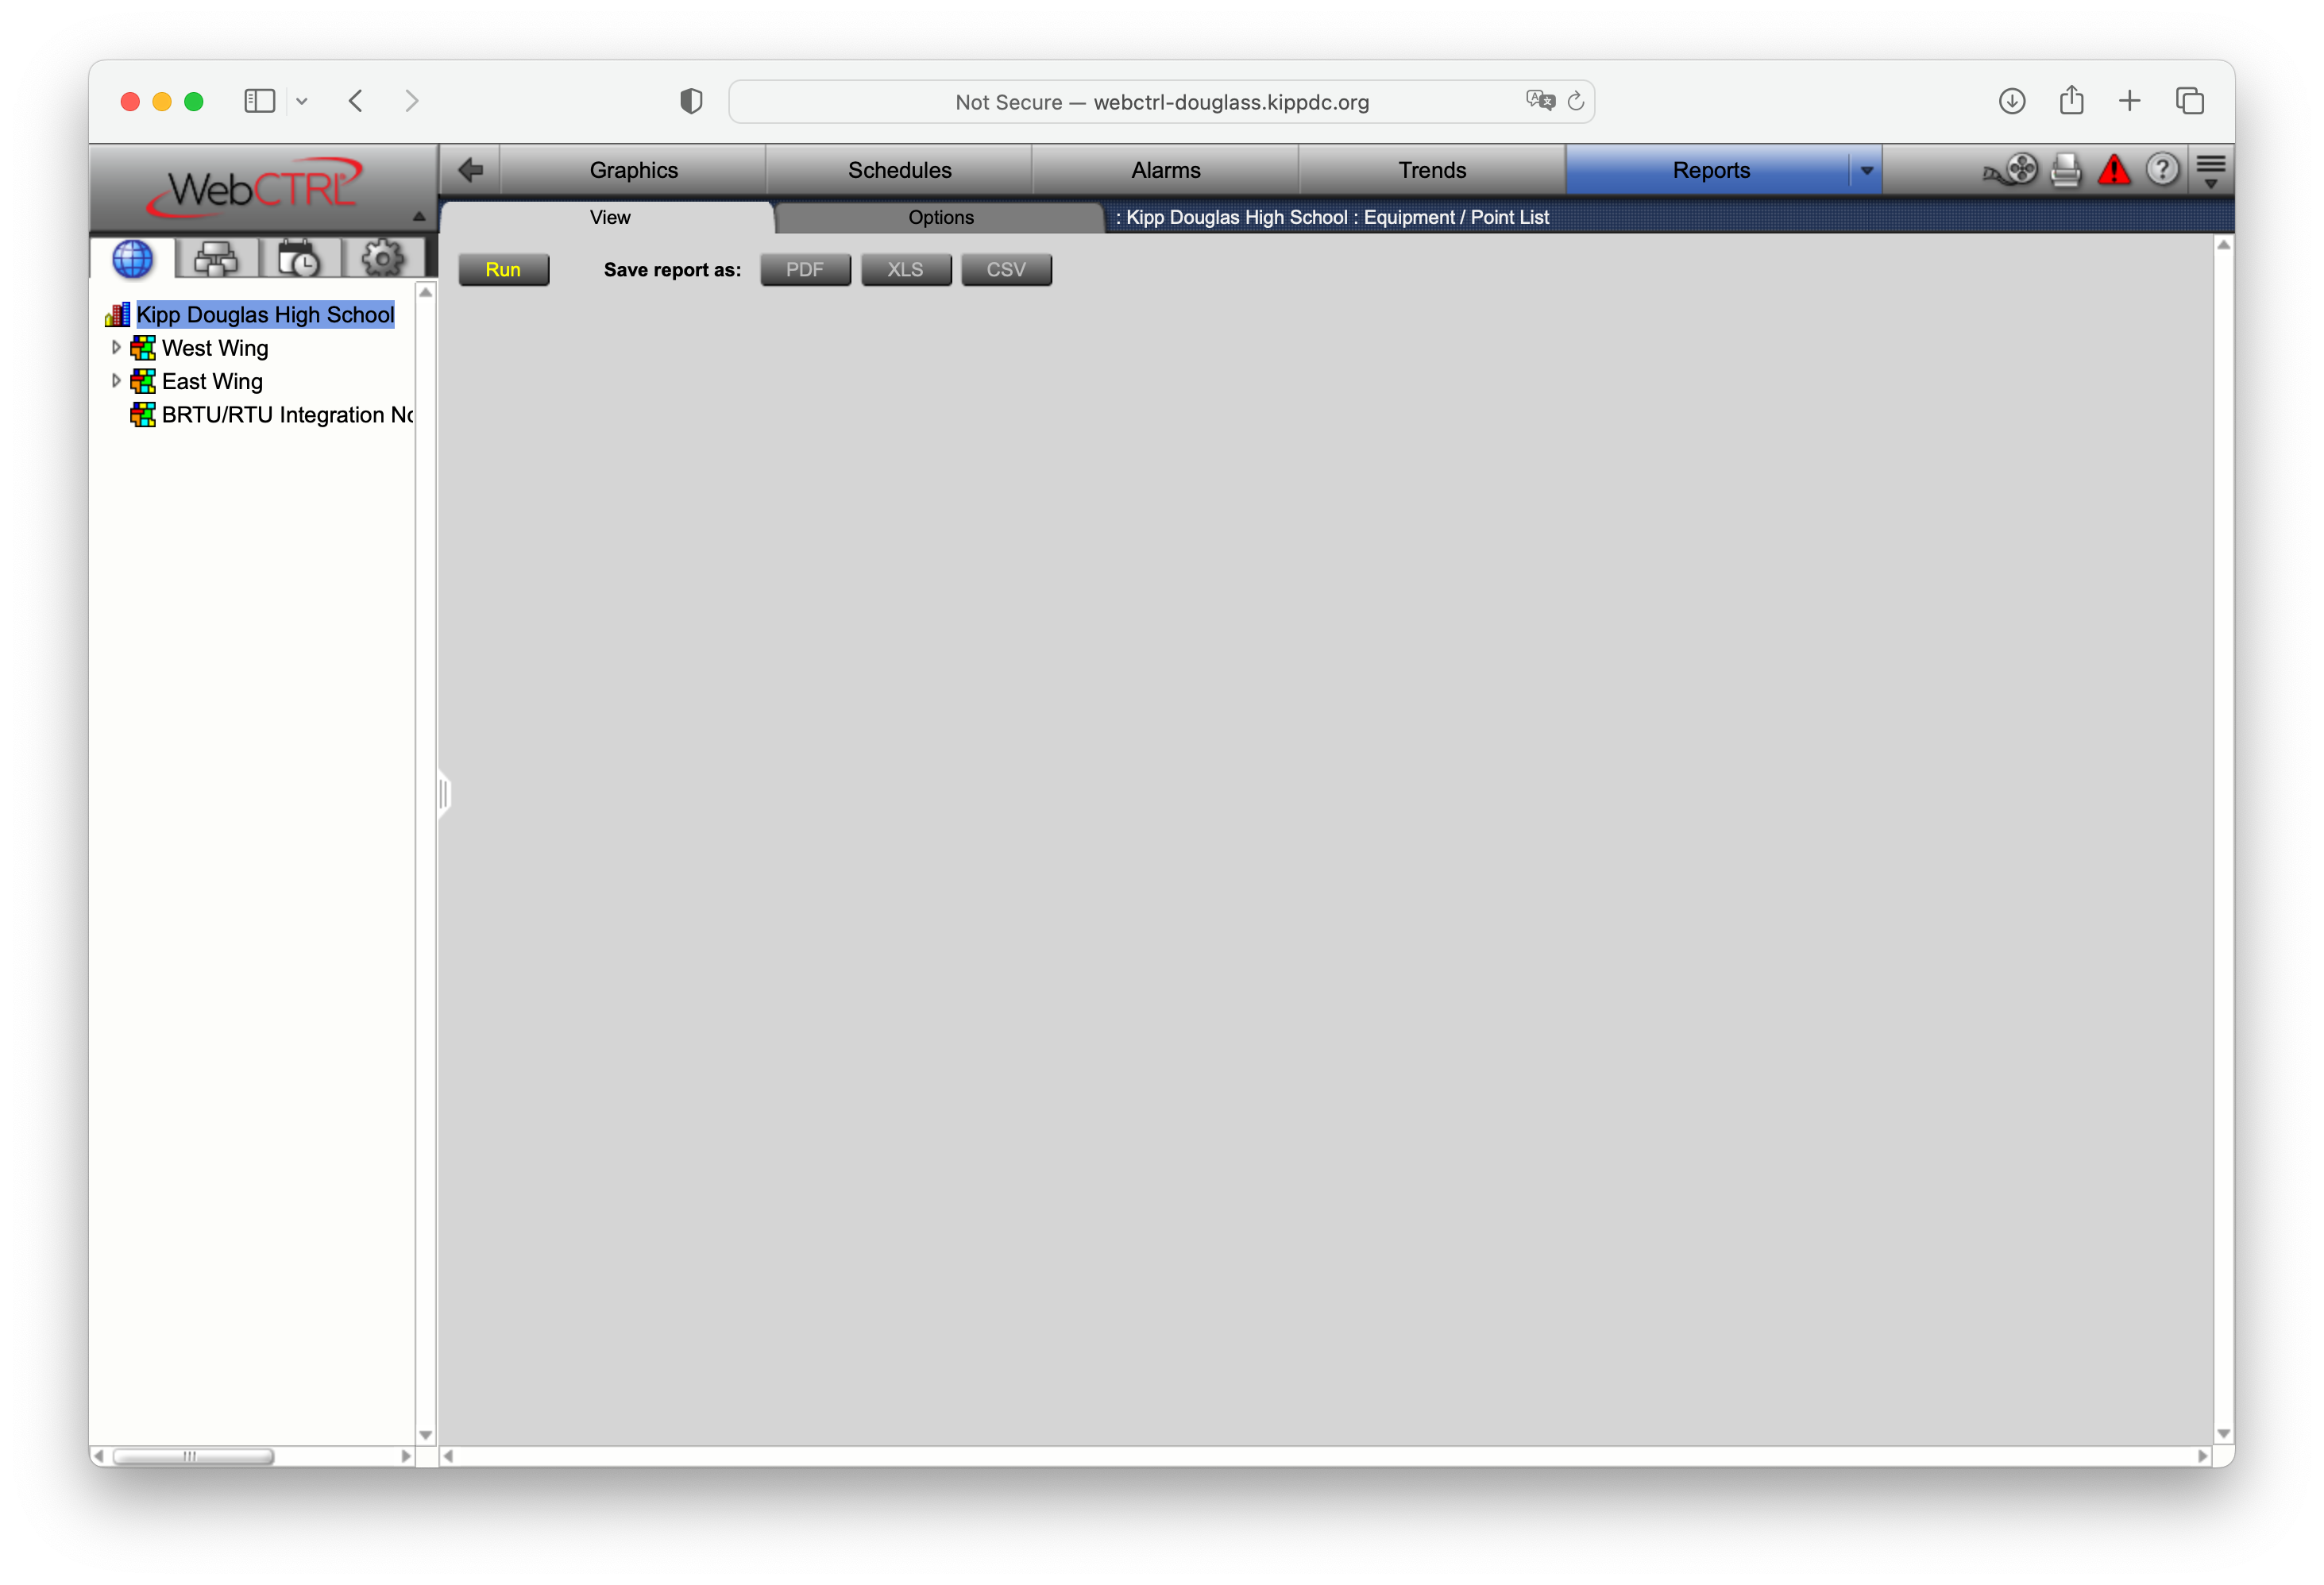 Not Secure — webctrl-douglass.kippdc.org
WebCTRL®
Graphics Schedules Alarms Trends Reports
View Options : Kipp Douglas High School : Equipment / Point List
Run Save report as: PDF XLS CSV
Kipp Douglas High School
West Wing
East Wing
BRTU/RTU Integration